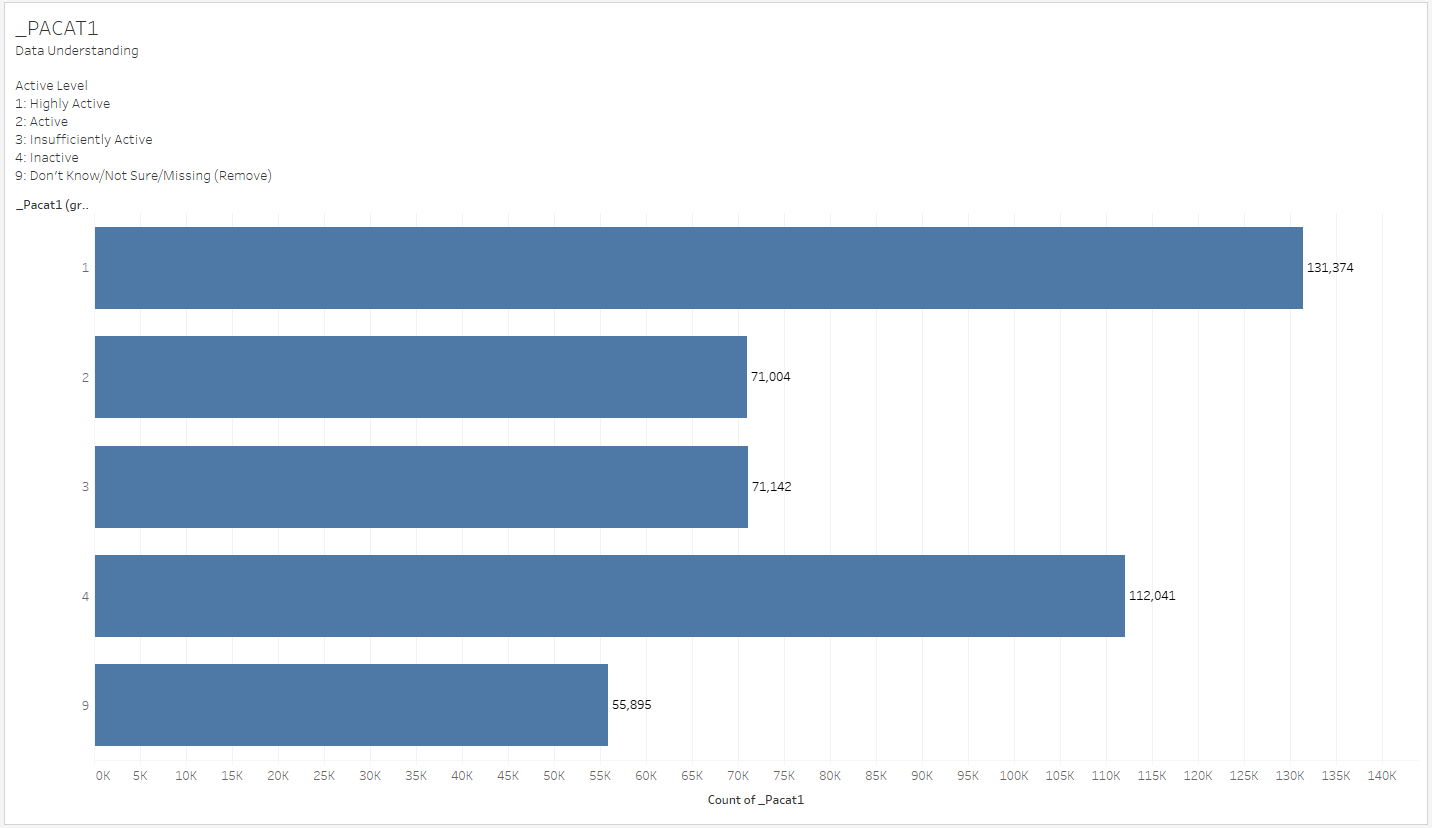 _PACAT1
Data Understanding
Active Level
1: Highly Active
2: Active
3: Insufficiently Active
4: Inactive
9: Don't Know/Not Sure/Missing (Remove)
_Pacat1 (gr..
1 131,374
2 71,004
3 71,142
4 112,041
9 55,895
0K 5K 10K 15K 20K 25K 30K 35K 40K 45K 50K 55K 60K 65K 70K 75K 80K 85K 90K 95K 100K 105K 110K 115K 120K 125K 130K 135K 140K
Count of _Pacat1